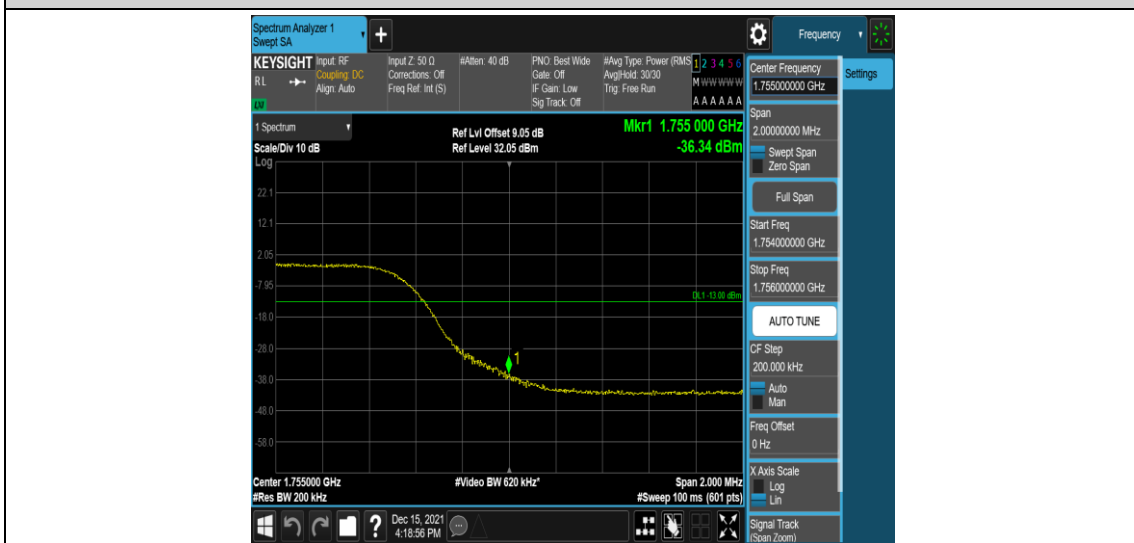 Spectrum Analyzer 1
Swept SA
+
Frequency
KEYSIGHT
RL
LXI
Input: RF
Coupling: DC
Align: Auto
Input Z: 50 Ω
Corrections: Off
Freq Ref: Int (S)
#Atten: 40 dB
PNO: Best Wide
Gate: Off
IF Gain: Low
Sig Track: Off
#Avg Type: Power (RMS
Avg|Hold: 30/30
Trig: Free Run
1 2 3 4 5 6
M W W W W W
A A A A A A
1 Spectrum
Scale/Div 10 dB
Log
Ref Lvl Offset 9.05 dB
Ref Level 32.05 dBm
Mkr1 1.755 000 GHz
-36.34 dBm
22.1
12.1
2.05
-7.95
-18.0
-28.0
-38.0
-48.0
-58.0
DL1 -13.00 dBm
1
Center 1.755000 GHz
#Res BW 200 kHz
#Video BW 620 kHz*
Span 2.000 MHz
#Sweep 100 ms (601 pts)
Center Frequency
1.755000000 GHz
Settings
Span
2.00000000 MHz
Swept Span
Zero Span
Full Span
Start Freq
1.754000000 GHz
Stop Freq
1.756000000 GHz
AUTO TUNE
CF Step
200.000 kHz
Auto
Man
Freq Offset
0 Hz
X Axis Scale
Log
Lin
Signal Track
(Span Zoom)
?
Dec 15, 2021
4:18:56 PM